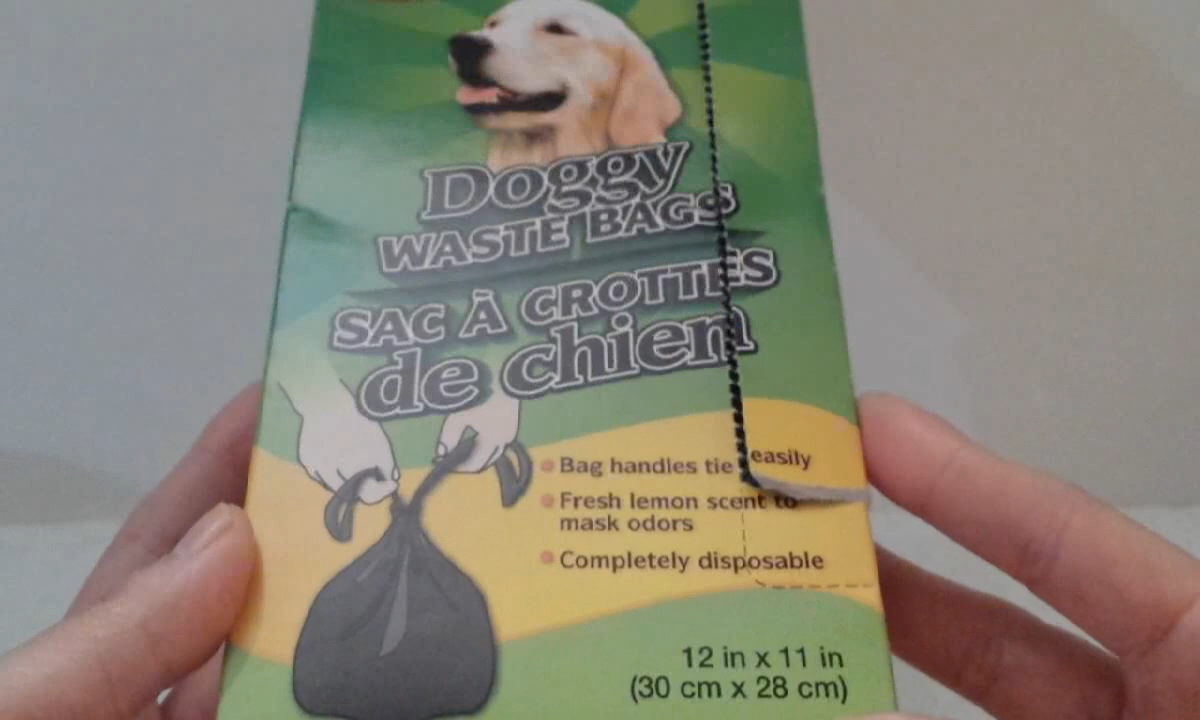 Doggy
WASTE BAGS
SAC À CROTTES
de chien
• Bag handles tie easily
• Fresh lemon scent to
mask odors
• Completely disposable
12 in x 11 in
(30 cm x 28 cm)